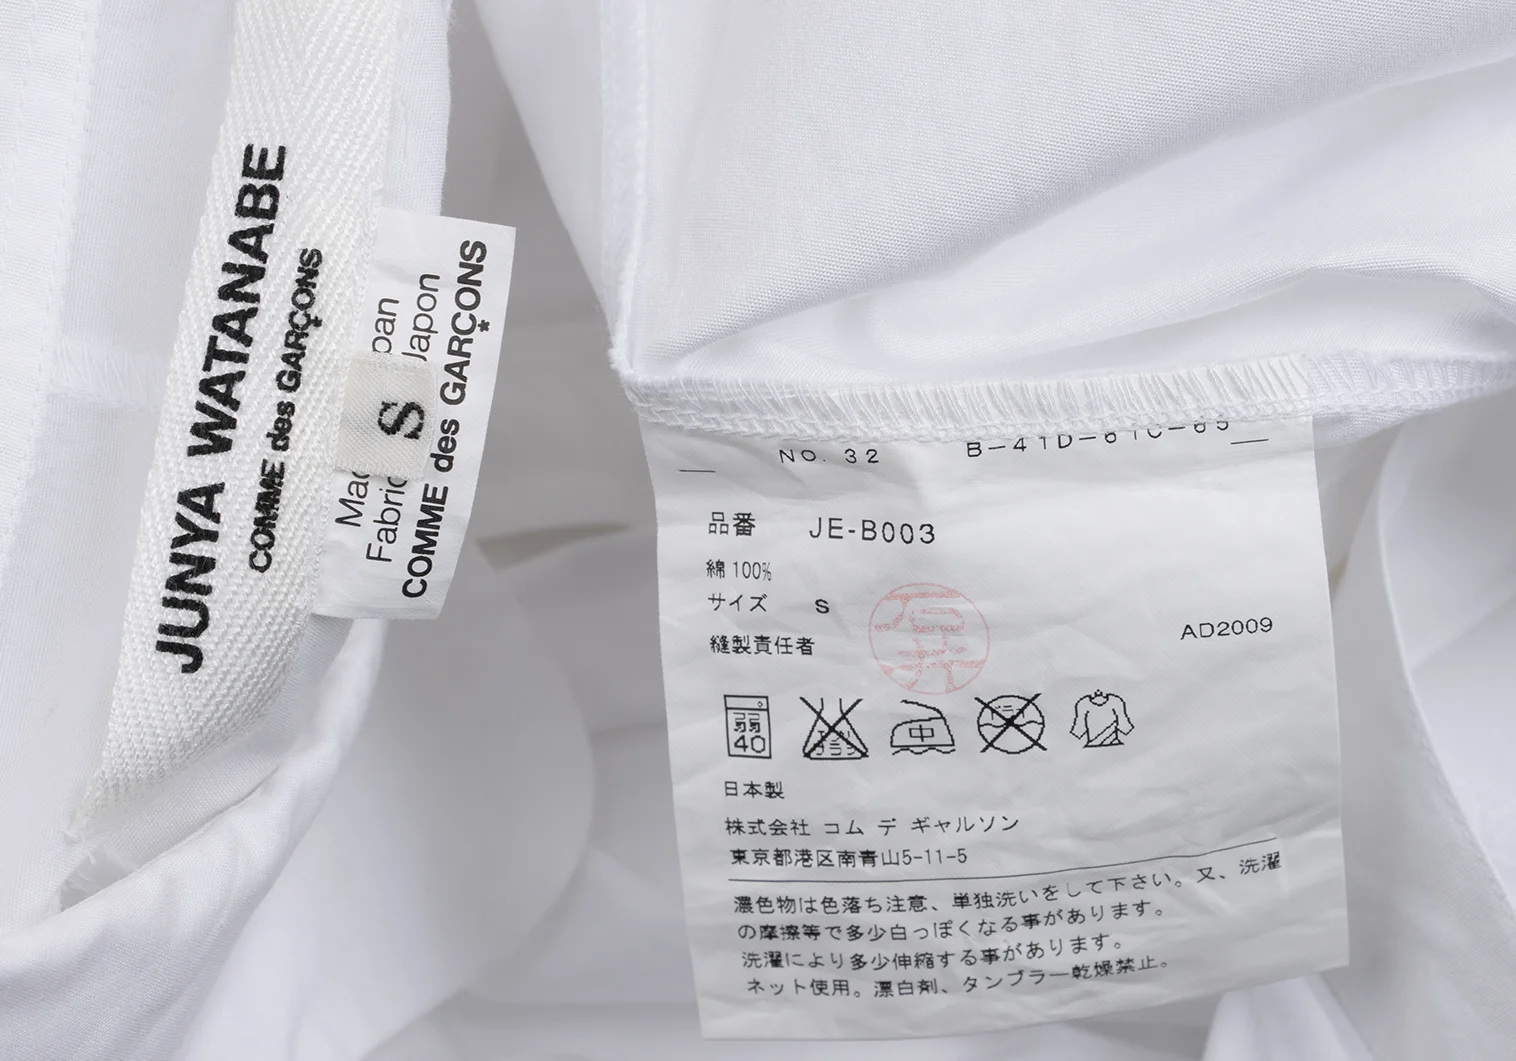 JUNYA WATANABE
COMME des GARÇONS
S
Fabric
Japon
COMME des GARÇONS
NO. 32
品番 JE-B003
綿 100%
サイズ S
縫製責任者
AD2009
弱
40
中
日本製
株式会社 コム デ ギャルソン
東京都港区南青山5-11-5
濃色物は色落ち注意、単独洗いをして下さい。又、洗濯
の摩擦等で多少白っぽくなる事があります。
洗濯により多少伸縮する事があります。
ネット使用。漂白剤、タンブラー乾燥禁止。